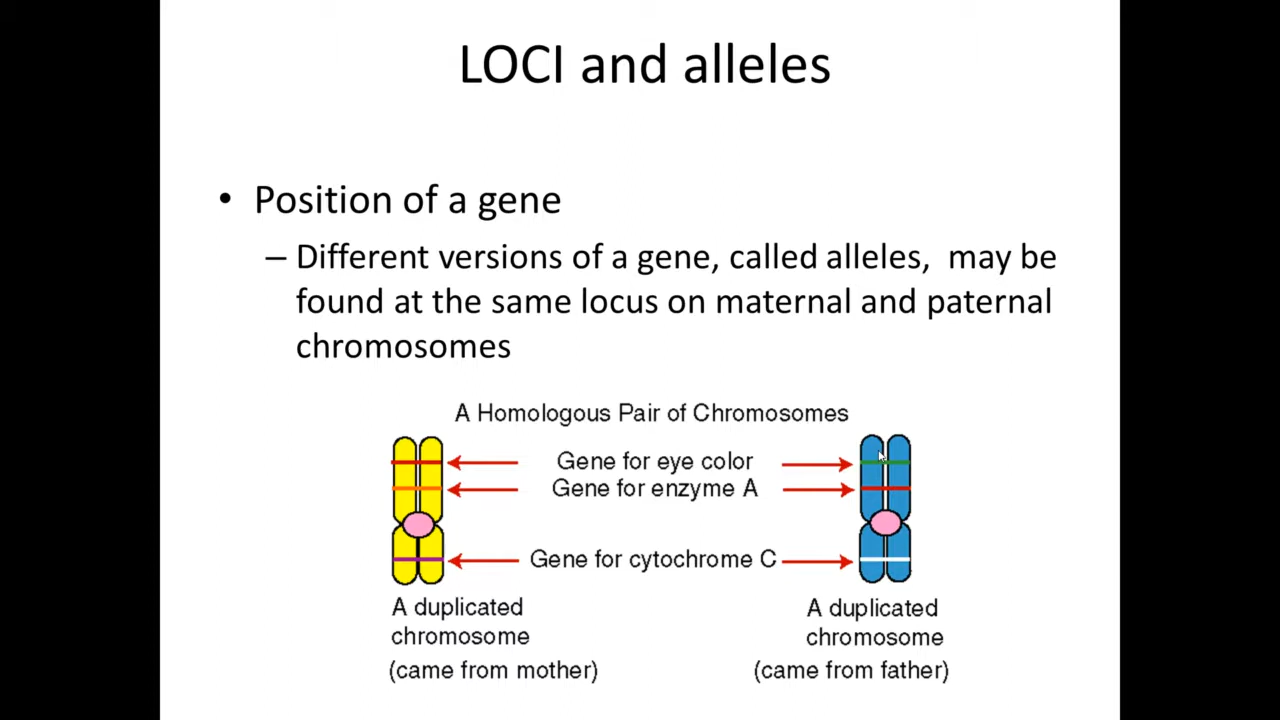 LOCI and alleles
• Position of a gene
– Different versions of a gene, called alleles,  may be
found at the same locus on maternal and paternal
chromosomes
A Homologous Pair of Chromosomes
Gene for eye color
Gene for enzyme A
Gene for cytochrome C
A duplicated
chromosome
(came from mother)
A duplicated
chromosome
(came from father)